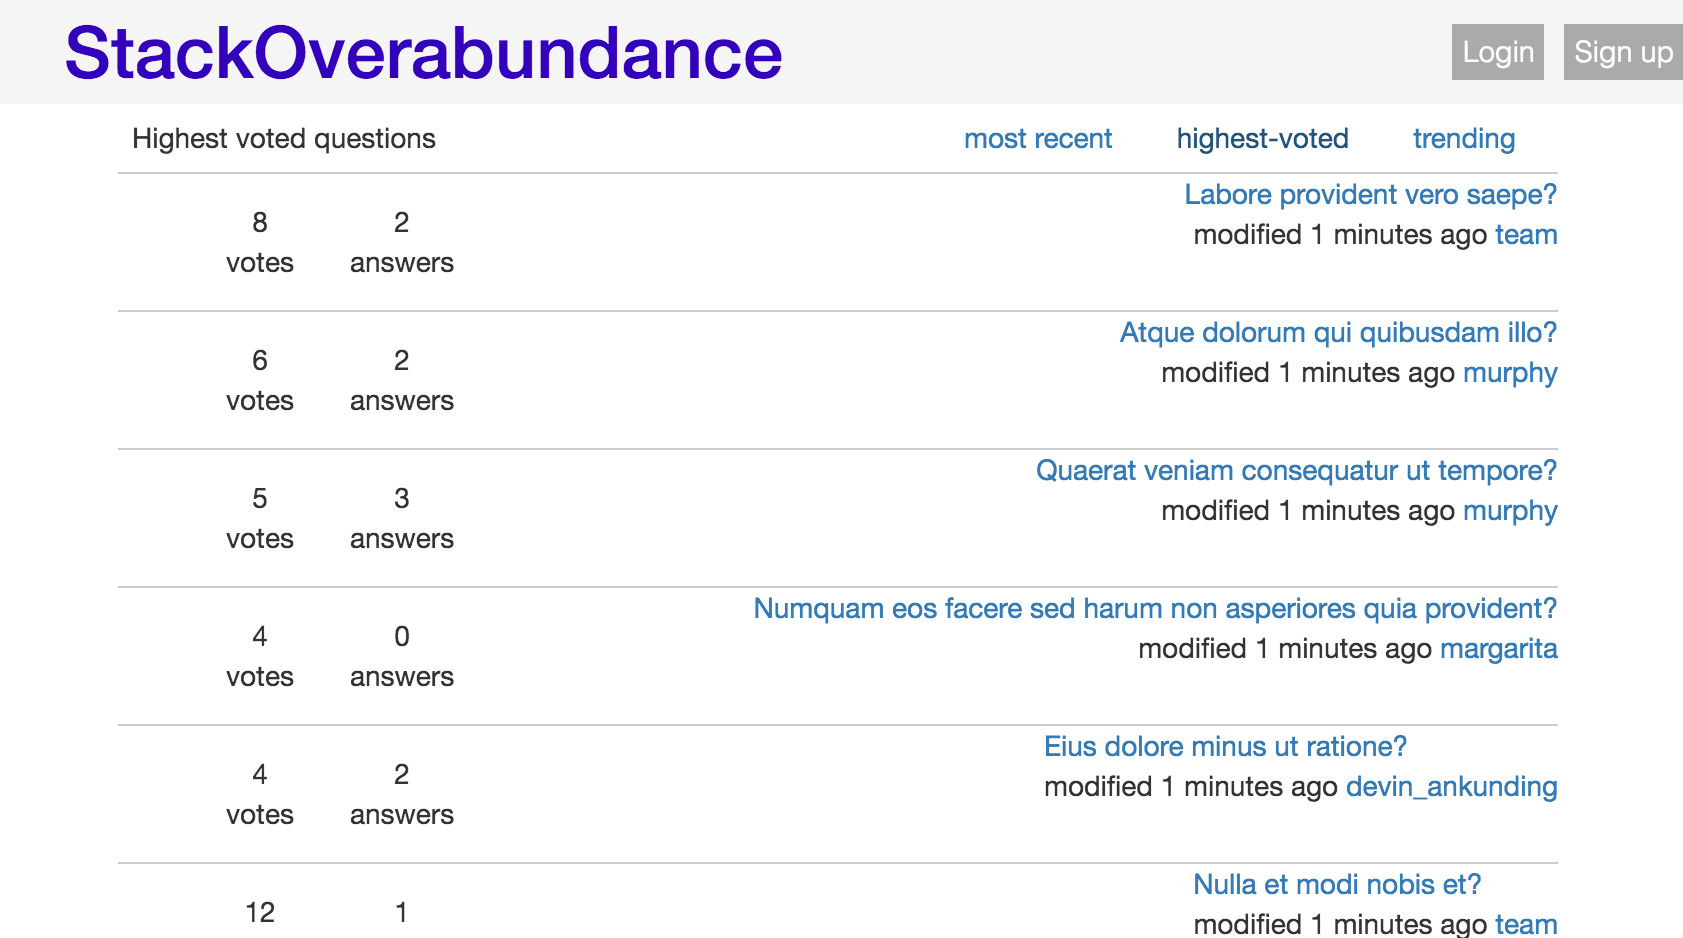 StackOverabundance
Login Sign up
Highest voted questions most recent highest-voted trending
8 2 Labore provident vero saepe?
votes answers modified 1 minutes ago team
6 2 Atque dolorum qui quibusdam illo?
votes answers modified 1 minutes ago murphy
5 3 Quaerat veniam consequatur ut tempore?
votes answers modified 1 minutes ago murphy
4 0 Numquam eos facere sed harum non asperiores quia provident?
votes answers modified 1 minutes ago margarita
4 2 Eius dolore minus ut ratione?
votes answers modified 1 minutes ago devin_ankunding
12 1 Nulla et modi nobis et?
modified 1 minutes ago team